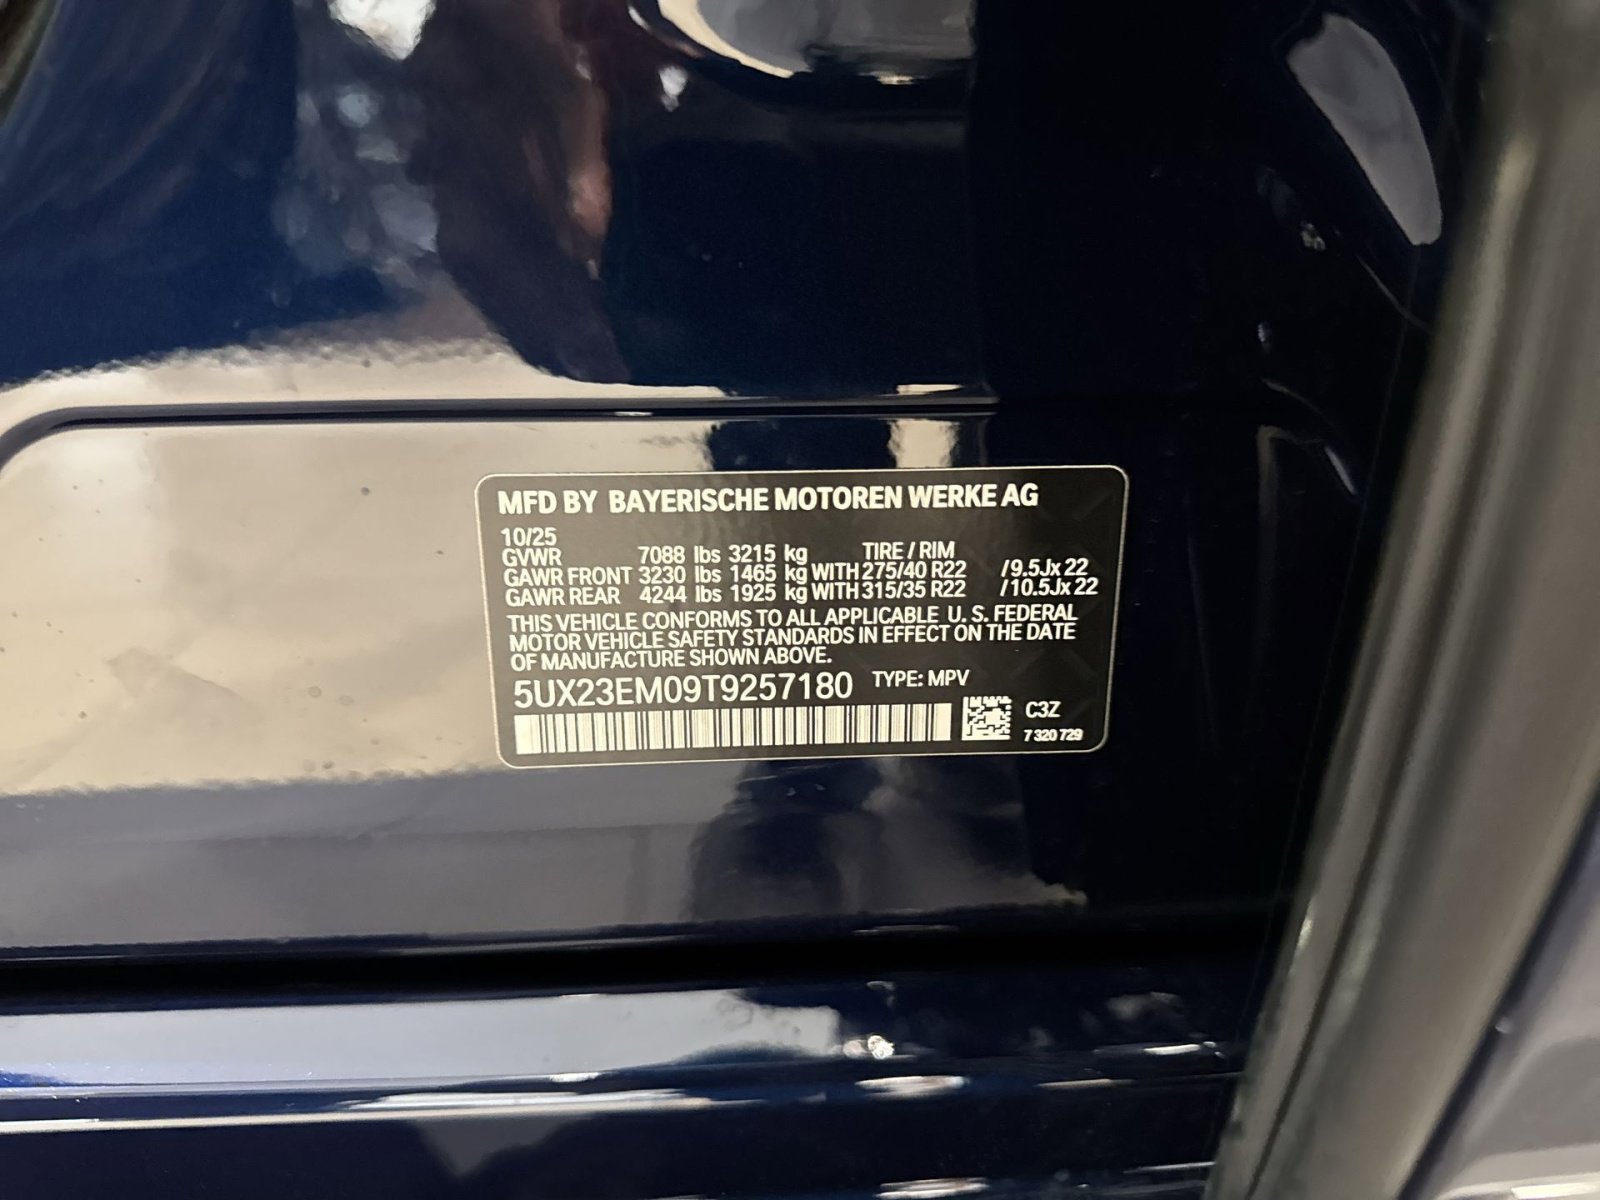 MFD BY BAYERISCHE MOTOREN WERKE AG
10/25
GVWR 7088 lbs 3215 kg TIRE / RIM
GAWR FRONT 3230 lbs 1465 kg WITH 275/40 R22 /9.5Jx 22
GAWR REAR 4244 lbs 1925 kg WITH 315/35 R22 /10.5Jx 22
THIS VEHICLE CONFORMS TO ALL APPLICABLE U. S. FEDERAL
MOTOR VEHICLE SAFETY STANDARDS IN EFFECT ON THE DATE
OF MANUFACTURE SHOWN ABOVE.
5UX23EM09T9257180 TYPE: MPV
C3Z
7 320 729